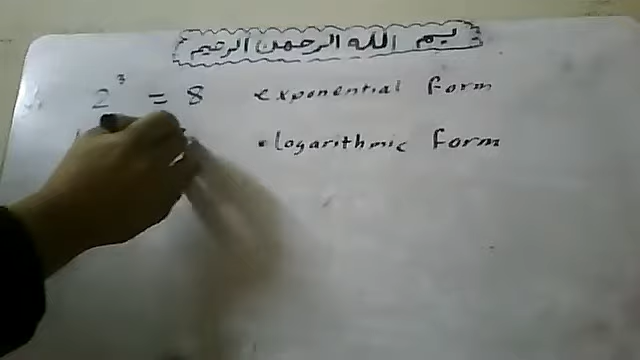 بسم الله الرحمن الرحيم
2³ = 8 exponential form
logarithmic form